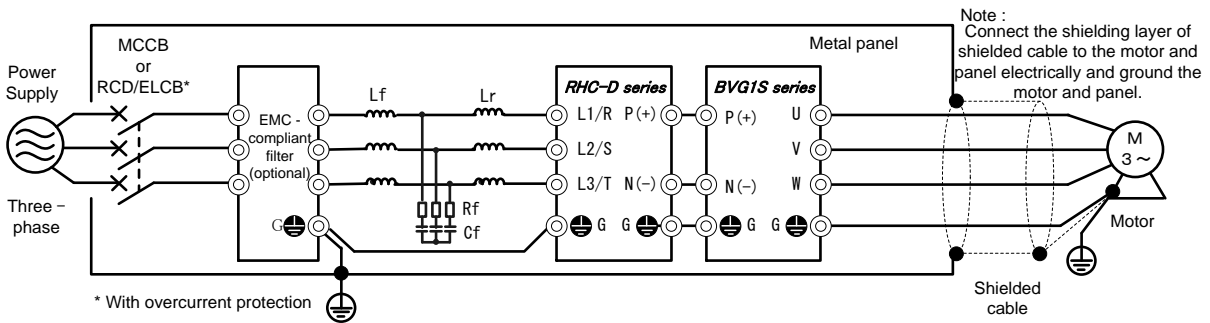 Note :
Connect the shielding layer of
shielded cable to the motor and
panel electrically and ground the
motor and panel.
Metal panel
MCCB
or
RCD/ELCB*
Power
Supply
Three -
phase
EMC -
compliant
filter
(optional)
G
Lf
Lr
Rf
Cf
RHC-D series
L1/R P(+)
L2/S
L3/T N(-)
G G
BVG1S series
P(+) U
V
N(-) W
G G
M
3~
Motor
Shielded
cable
* With overcurrent protection